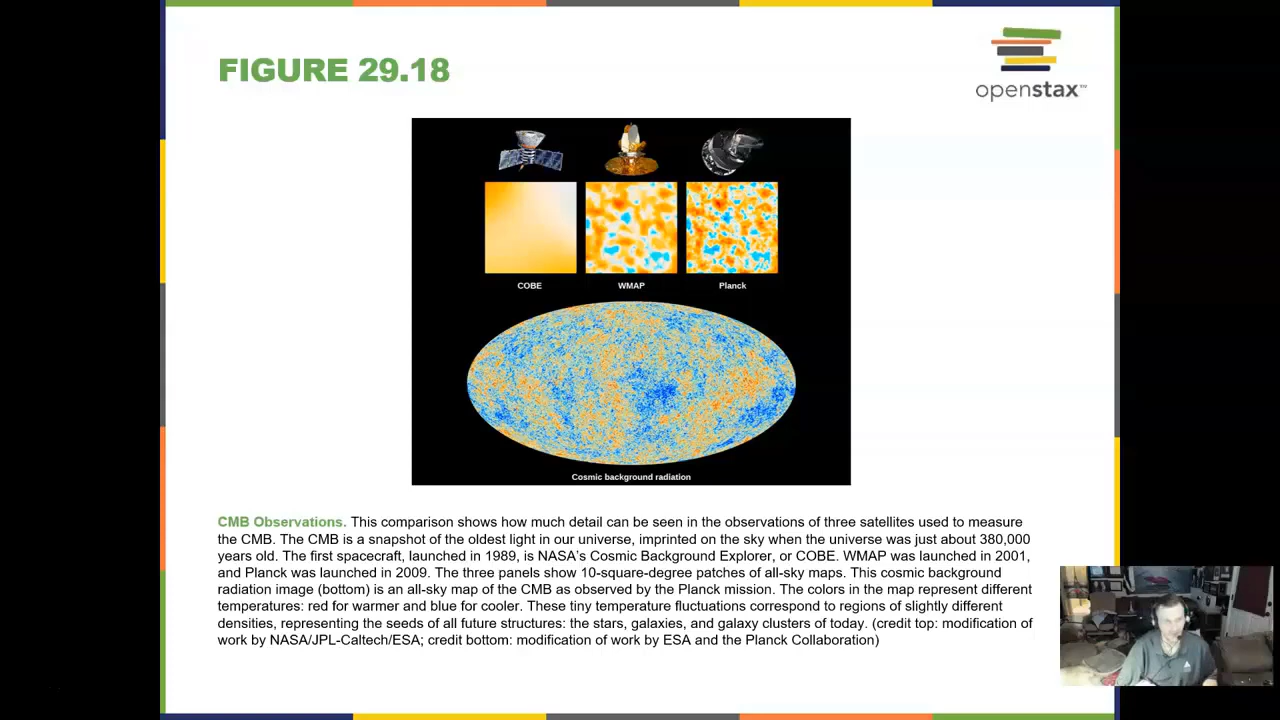 FIGURE 29.18
openstax™
COBE
WMAP
Planck
Cosmic background radiation
CMB Observations. This comparison shows how much detail can be seen in the observations of three satellites used to measure
the CMB. The CMB is a snapshot of the oldest light in our universe, imprinted on the sky when the universe was just about 380,000
years old. The first spacecraft, launched in 1989, is NASA's Cosmic Background Explorer, or COBE. WMAP was launched in 2001,
and Planck was launched in 2009. The three panels show 10-square-degree patches of all-sky maps. This cosmic background
radiation image (bottom) is an all-sky map of the CMB as observed by the Planck mission. The colors in the map represent different
temperatures: red for warmer and blue for cooler. These tiny temperature fluctuations correspond to regions of slightly different
densities, representing the seeds of all future structures: the stars, galaxies, and galaxy clusters of today. (credit top: modification of
work by NASA/JPL-Caltech/ESA; credit bottom: modification of work by ESA and the Planck Collaboration)